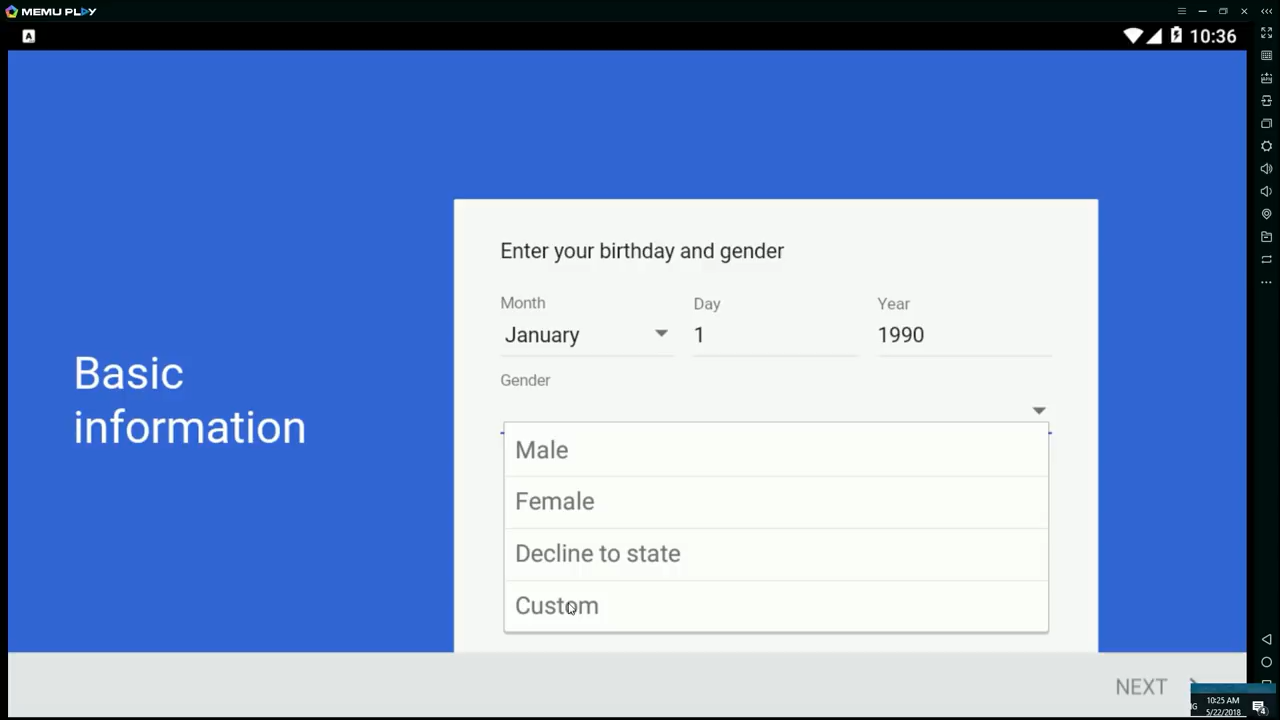 MEMU PLAY
A
10:36
Enter your birthday and gender
Month
Day
Year
January
1
1990
Gender
Basic
information
Male
Female
Decline to state
Custom
NEXT
10:25 AM
5/22/2018